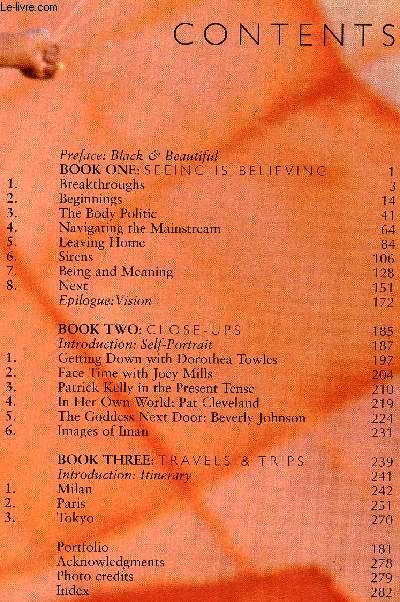 Le-livre.com
CONTENTS
Preface: Black & Beautiful
BOOK ONE: SEEING IS BELIEVING 1
1. Breakthroughs 3
2. Beginnings 14
3. The Body Politic 41
4. Navigating the Mainstream 64
5. Leaving Home 84
6. Sirens 106
7. Being and Meaning 128
8. Next 151
Epilogue: Vision 172
BOOK TWO: CLOSE-UPS 185
Introduction: Self-Portrait 187
1. Getting Down with Dorothea Towles 197
2. Face Time with Joey Mills 204
3. Patrick Kelly in the Present Tense 210
4. In Her Own World: Pat Cleveland 219
5. The Goddess Next Door: Beverly Johnson 224
6. Images of Iman 231
BOOK THREE: TRAVELS & TRIPS 239
Introduction: Itinerary 241
1. Milan 242
2. Paris 251
3. Tokyo 270
Portfolio 181
Acknowledgments 278
Photo credits 279
Index 282